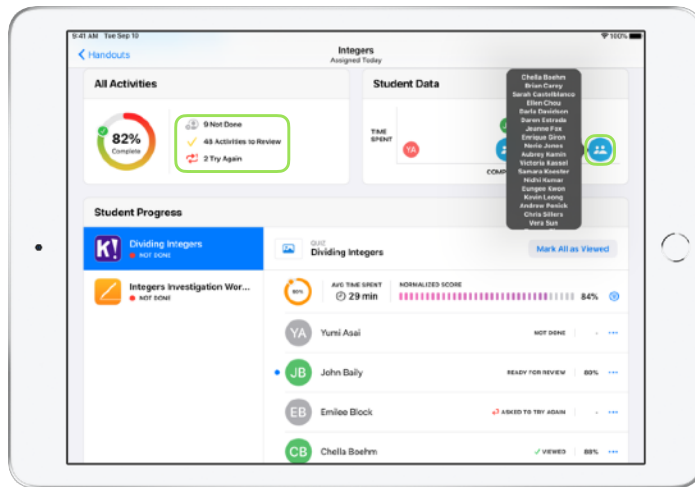 9:41 AM Tue Sep 10
100%
Handouts
Integers
Assigned Today
All Activities
82%
Complete
9 Not Done
48 Activities to Review
2 Try Again
Student Data
TIME
SPENT
YA
COMP
Chella Boehm
Brian Carey
Sarah Castelblanco
Ellen Chou
Darla Davidson
Daren Estrada
Jeanne Fox
Enrique Giron
Nerio Jones
Aubrey Kamin
Victoria Kassel
Samara Koester
Nidhi Kumar
Eungee Kwon
Kevin Leong
Andrew Penick
Chris Sillers
Vera Sun
Student Progress
K!
Dividing Integers
NOT DONE
Integers Investigation Wor...
NOT DONE
QUIZ
Dividing Integers
Mark All as Viewed
AVG TIME SPENT
29 min
NORMALIZED SCORE
84%
YA
Yumi Asai
NOT DONE
-
JB
John Baily
READY FOR REVIEW
80%
EB
Emilee Block
ASKED TO TRY AGAIN
-
CB
Chella Boehm
VIEWED
88%